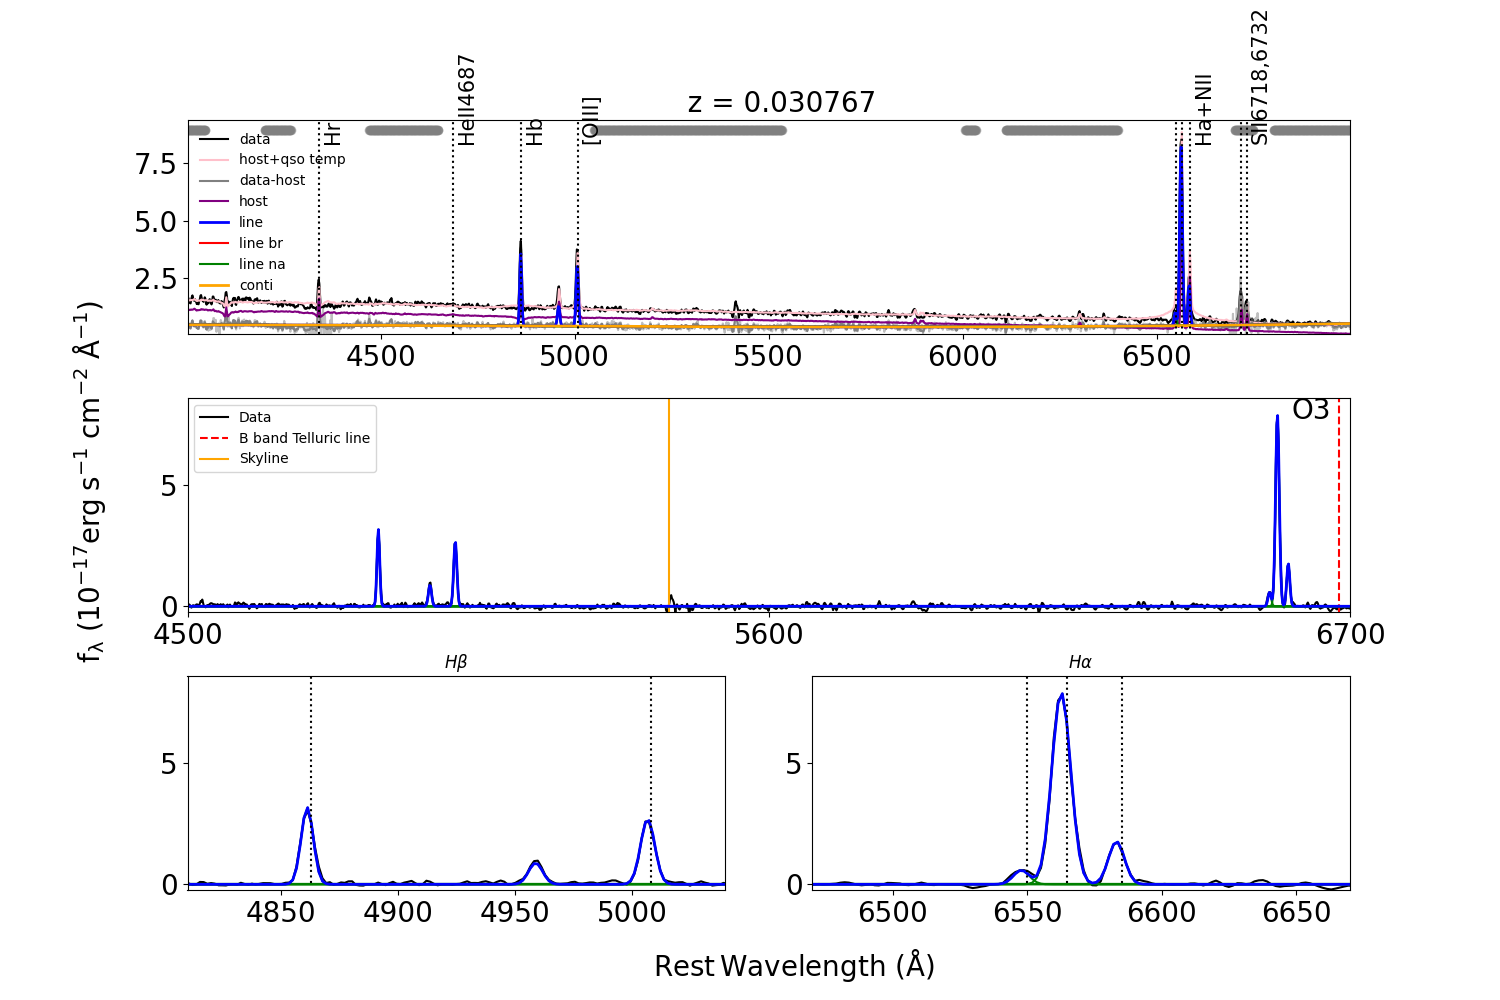 z = 0.030767
Hr
HeII4687
Hb
[OIII]
Ha+NII
SII6718,6732
data
host+qso temp
data-host
host
line
line br
line na
conti
7.5
5.0
2.5
4500 5000 5500 6000 6500
Data
B band Telluric line
Skyline
O3
5
0
4500 5600 6700
fλ (10⁻¹⁷erg s⁻¹ cm⁻² Å⁻¹)
Hβ
5
0
4850 4900 4950 5000
Hα
5
0
6500 6550 6600 6650
Rest Wavelength (Å)